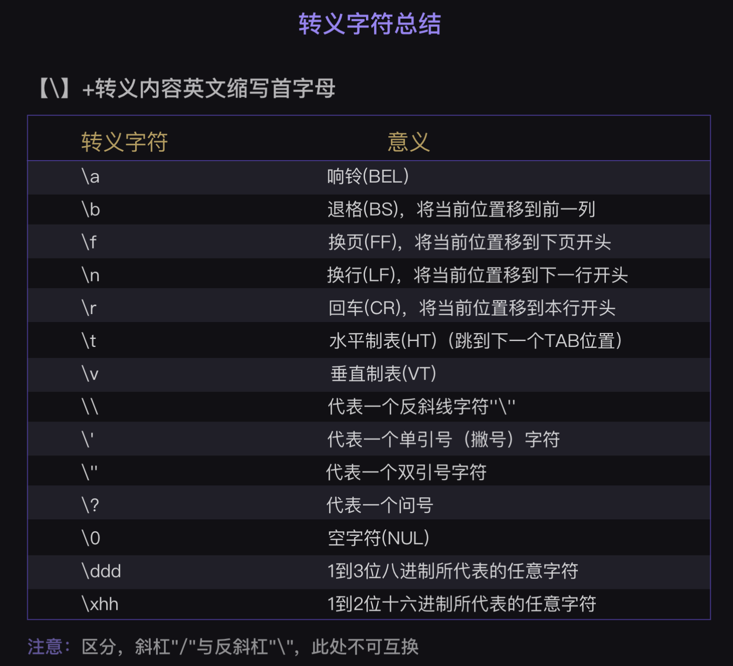 转义字符总结
【\】+转义内容英文缩写首字母
转义字符 意义
\a 响铃(BEL)
\b 退格(BS)，将当前位置移到前一列
\f 换页(FF)，将当前位置移到下页开头
\n 换行(LF)，将当前位置移到下一行开头
\r 回车(CR)，将当前位置移到本行开头
\t 水平制表(HT)（跳到下一个TAB位置）
\v 垂直制表(VT)
\\ 代表一个反斜线字符''\''
\' 代表一个单引号（撇号）字符
\" 代表一个双引号字符
\? 代表一个问号
\0 空字符(NUL)
\ddd 1到3位八进制所代表的任意字符
\xhh 1到2位十六进制所代表的任意字符
注意：区分，斜杠"/"与反斜杠"\"，此处不可互换